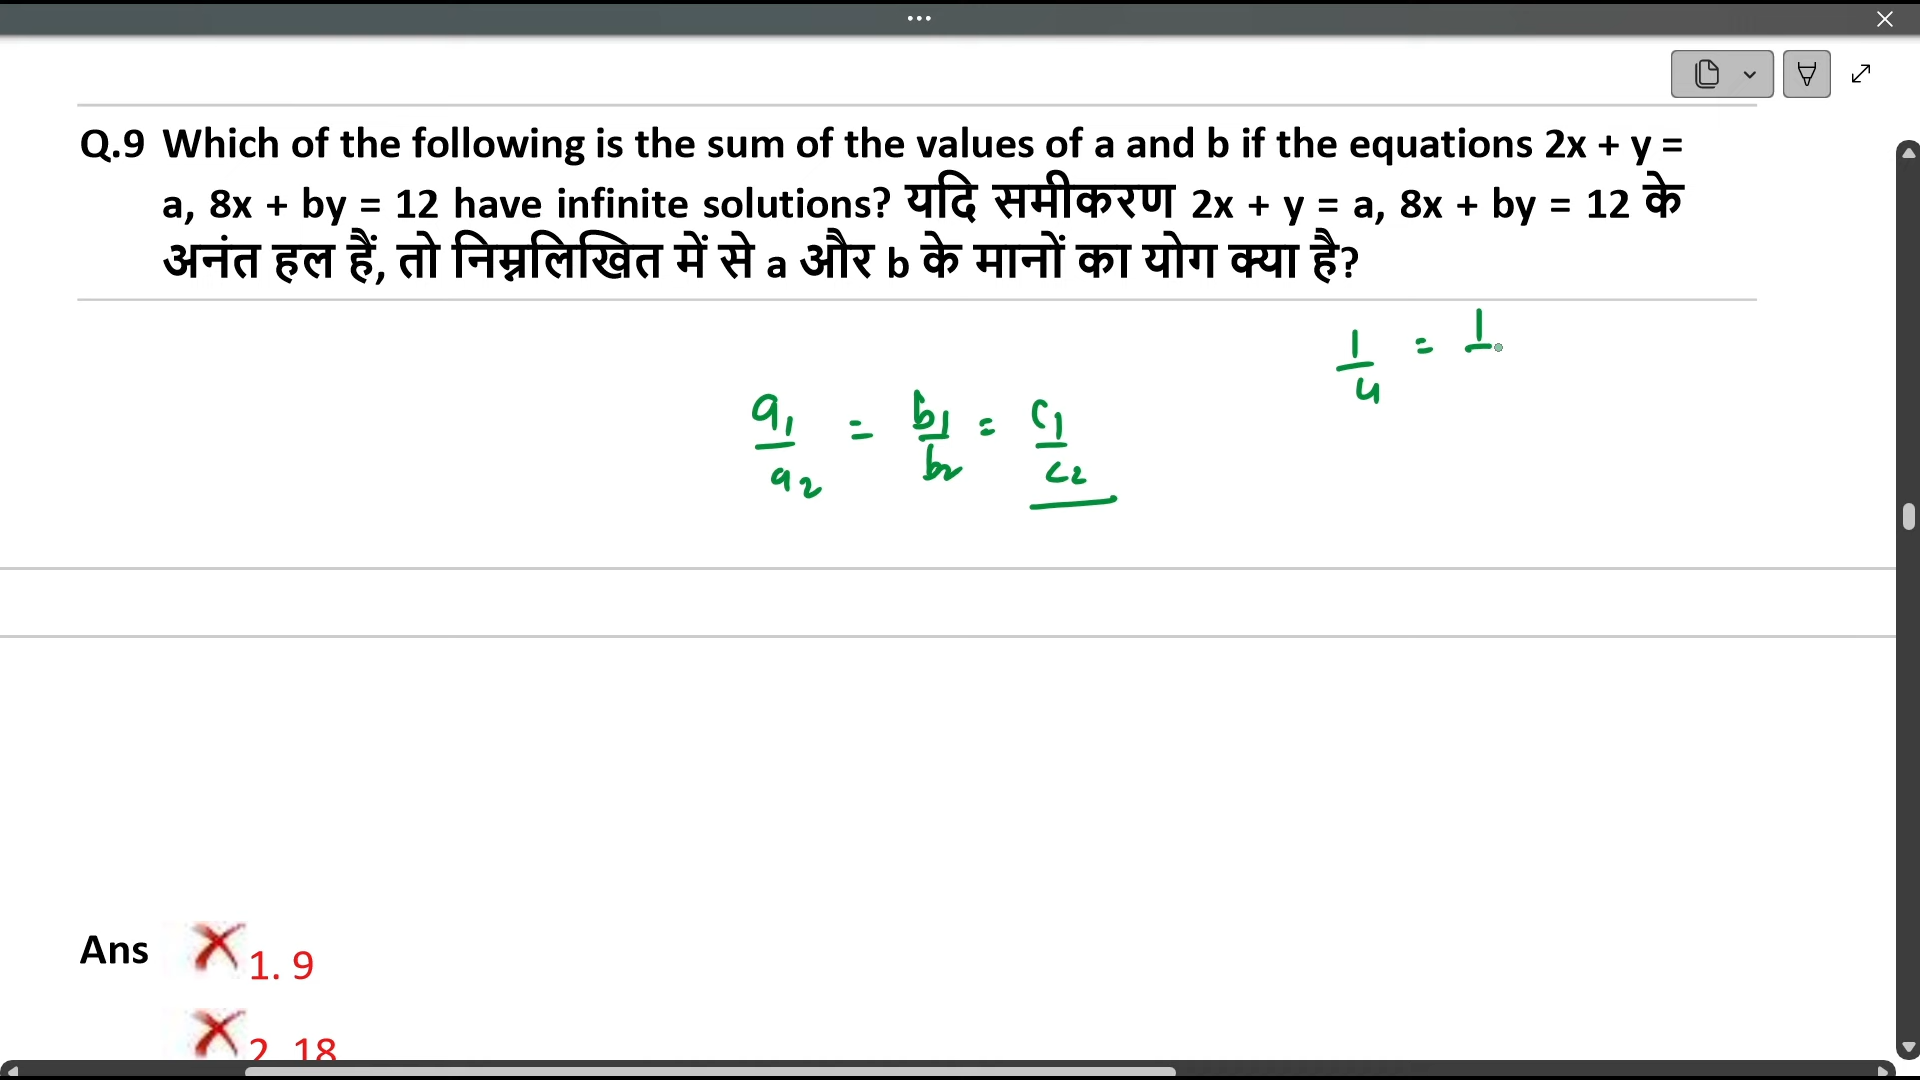 Q.9 Which of the following is the sum of the values of a and b if the equations 2x + y =
a, 8x + by = 12 have infinite solutions? यदि समीकरण 2x + y = a, 8x + by = 12 के
अनंत हल हैं, तो निम्नलिखित में से a और b के मानों का योग क्या है?
1/4 = 1
a1/a2 = b1/b2 = c1/c2
Ans 1. 9
2. 18